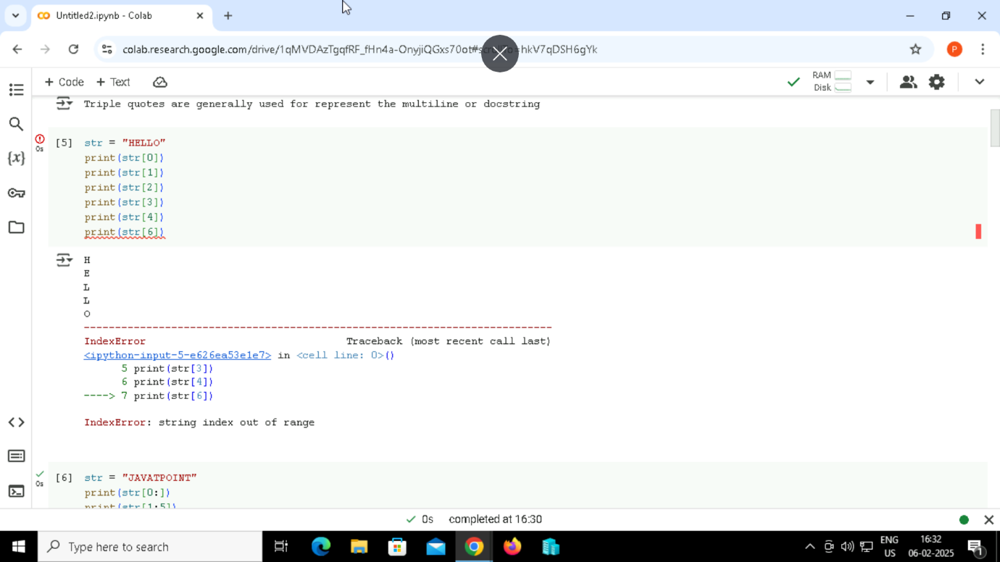 Untitled2.ipynb - Colab
colab.research.google.com/drive/1qMVDAzTgqfRF_fHn4a-OnyjiQGxs70ot#scrollTo=hkV7qDSH6gYk
P
+ Code + Text
RAM
Disk
Triple quotes are generally used for represent the multiline or docstring
0s
[5] str = "HELLO"
print(str[0])
print(str[1])
print(str[2])
print(str[3])
print(str[4])
print(str[6])
H
E
L
L
O
---------------------------------------------------------------------------
IndexError Traceback (most recent call last)
<ipython-input-5-e626ea53e1e7> in <cell line: 0>()
5 print(str[3])
6 print(str[4])
----> 7 print(str[6])
IndexError: string index out of range
0s
[6] str = "JAVATPOINT"
print(str[0:])
print(str[1:5])
0s completed at 16:30
Type here to search
ENG
US
16:32
06-02-2025
1